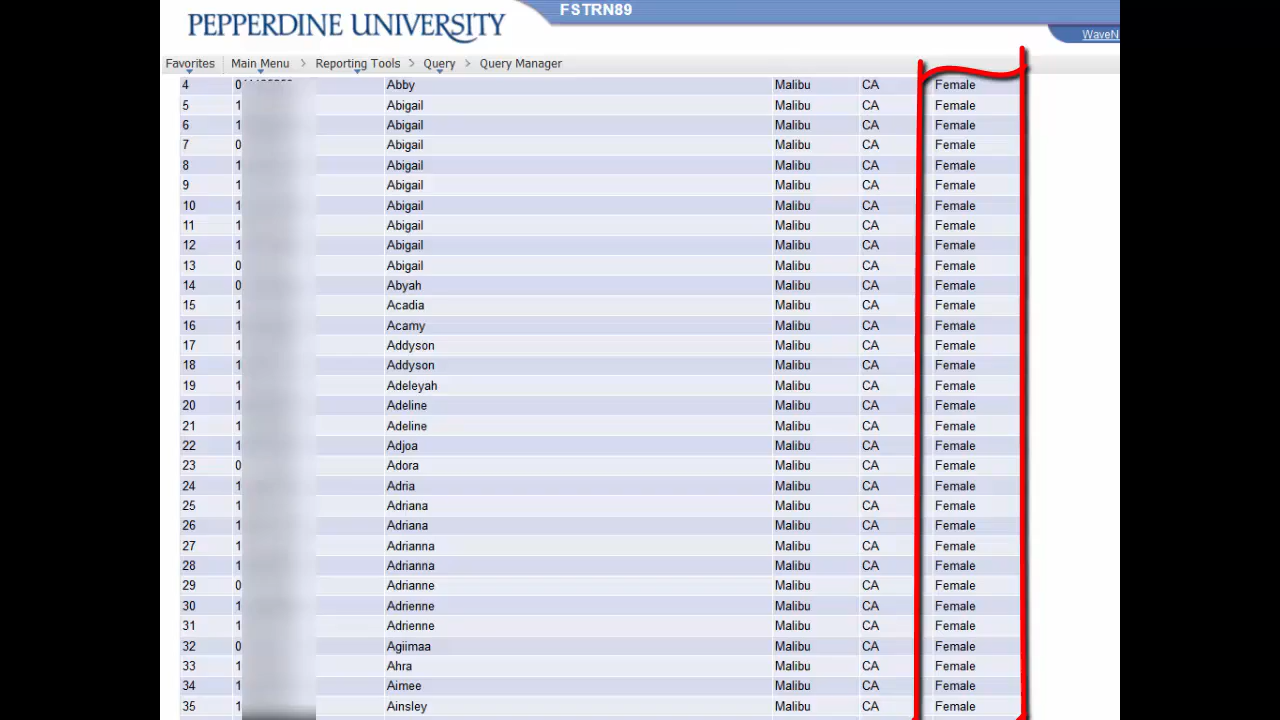 FSTRN89
PEPPERDINE UNIVERSITY
WaveN
Favorites Main Menu > Reporting Tools > Query > Query Manager
4 0 Abby Malibu CA Female
5 1 Abigail Malibu CA Female
6 1 Abigail Malibu CA Female
7 0 Abigail Malibu CA Female
8 1 Abigail Malibu CA Female
9 1 Abigail Malibu CA Female
10 1 Abigail Malibu CA Female
11 1 Abigail Malibu CA Female
12 1 Abigail Malibu CA Female
13 0 Abigail Malibu CA Female
14 0 Abyah Malibu CA Female
15 1 Acadia Malibu CA Female
16 1 Acamy Malibu CA Female
17 1 Addyson Malibu CA Female
18 1 Addyson Malibu CA Female
19 1 Adeleyah Malibu CA Female
20 1 Adeline Malibu CA Female
21 1 Adeline Malibu CA Female
22 1 Adjoa Malibu CA Female
23 0 Adora Malibu CA Female
24 1 Adria Malibu CA Female
25 1 Adriana Malibu CA Female
26 1 Adriana Malibu CA Female
27 1 Adrianna Malibu CA Female
28 1 Adrianna Malibu CA Female
29 0 Adrianne Malibu CA Female
30 1 Adrienne Malibu CA Female
31 1 Adrienne Malibu CA Female
32 0 Agiimaa Malibu CA Female
33 1 Ahra Malibu CA Female
34 1 Aimee Malibu CA Female
35 1 Ainsley Malibu CA Female